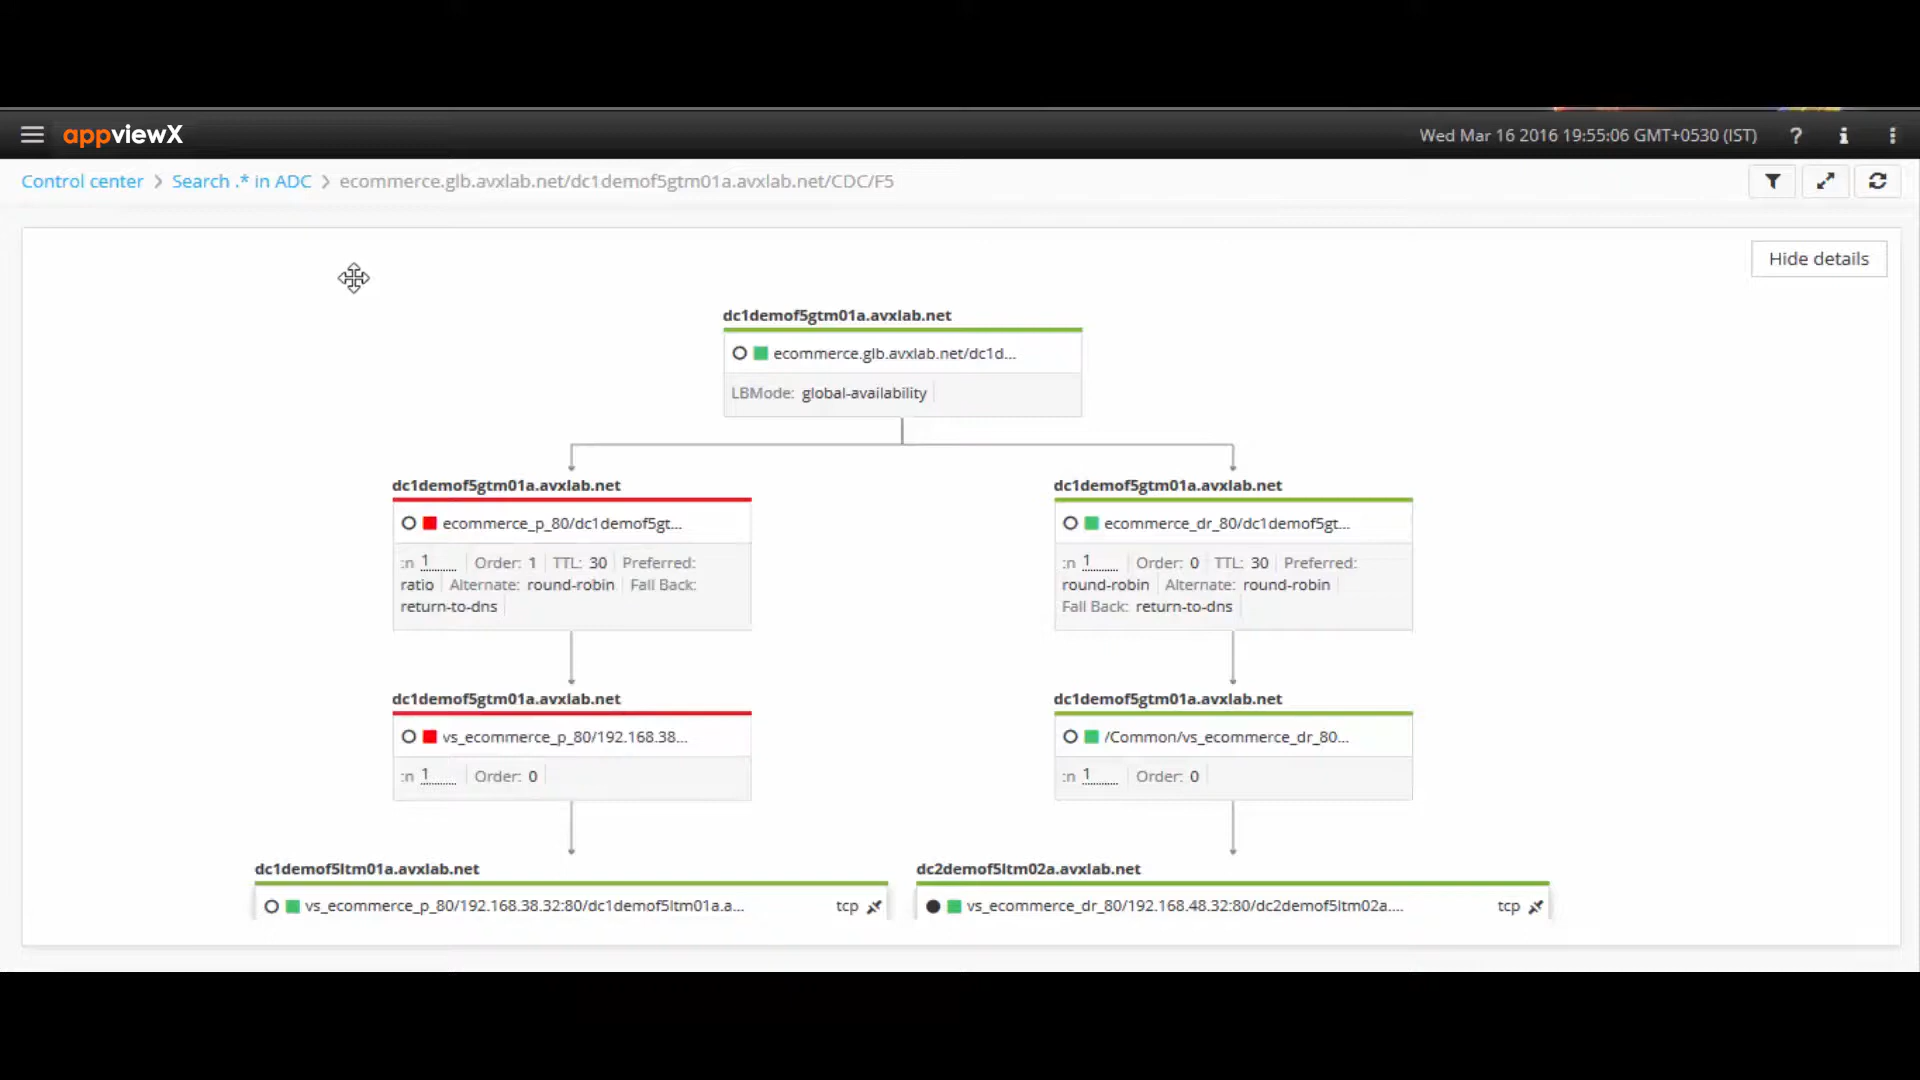 appviewX
Wed Mar 16 2016 19:55:06 GMT+0530 (IST)
Control center > Search .* in ADC > ecommerce.glb.avxlab.net/dc1demof5gtm01a.avxlab.net/CDC/F5
Hide details
dc1demof5gtm01a.avxlab.net
ecommerce.glb.avxlab.net/dc1d...
LBMode: global-availability
dc1demof5gtm01a.avxlab.net
ecommerce_p_80/dc1demof5gt...
:n 1 Order: 1 TTL: 30 Preferred:
ratio Alternate: round-robin Fall Back:
return-to-dns
dc1demof5gtm01a.avxlab.net
ecommerce_dr_80/dc1demof5gt...
:n 1 Order: 0 TTL: 30 Preferred:
round-robin Alternate: round-robin
Fall Back: return-to-dns
dc1demof5gtm01a.avxlab.net
vs_ecommerce_p_80/192.168.38...
:n 1 Order: 0
dc1demof5gtm01a.avxlab.net
/Common/vs_ecommerce_dr_80...
:n 1 Order: 0
dc1demof5ltm01a.avxlab.net
vs_ecommerce_p_80/192.168.38.32:80/dc1demof5ltm01a.a... tcp
dc2demof5ltm02a.avxlab.net
vs_ecommerce_dr_80/192.168.48.32:80/dc2demof5ltm02a.... tcp